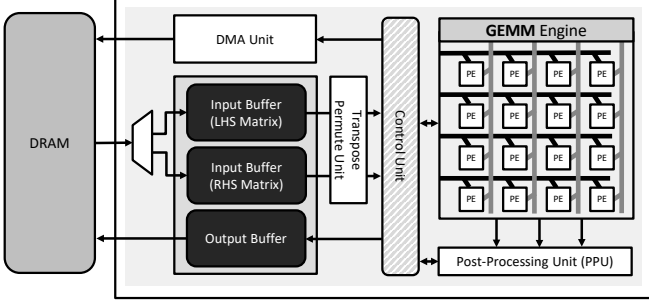 DRAM
DMA Unit
Input Buffer
(LHS Matrix)
Input Buffer
(RHS Matrix)
Output Buffer
Transpose
Permute Unit
Control Unit
GEMM Engine
PE PE PE PE
PE PE PE PE
PE PE PE PE
PE PE PE PE
Post-Processing Unit (PPU)